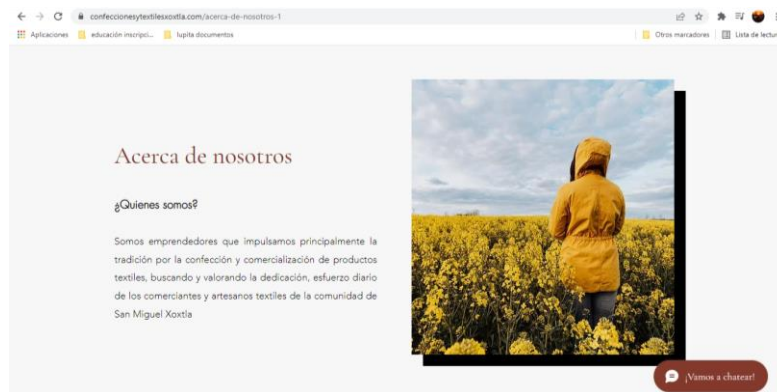 confeccionesytextilesxoxtla.com/acerca-de-nosotros-1
Aplicaciones educación inscripci... lupita documentos Otros marcadores Lista de lectur
Acerca de nosotros
¿Quienes somos?
Somos emprendedores que impulsamos principalmente la
tradición por la confección y comercialización de productos
textiles, buscando y valorando la dedicación, esfuerzo diario
de los comerciantes y artesanos textiles de la comunidad de
San Miguel Xoxtla
¡Vamos a chatear!